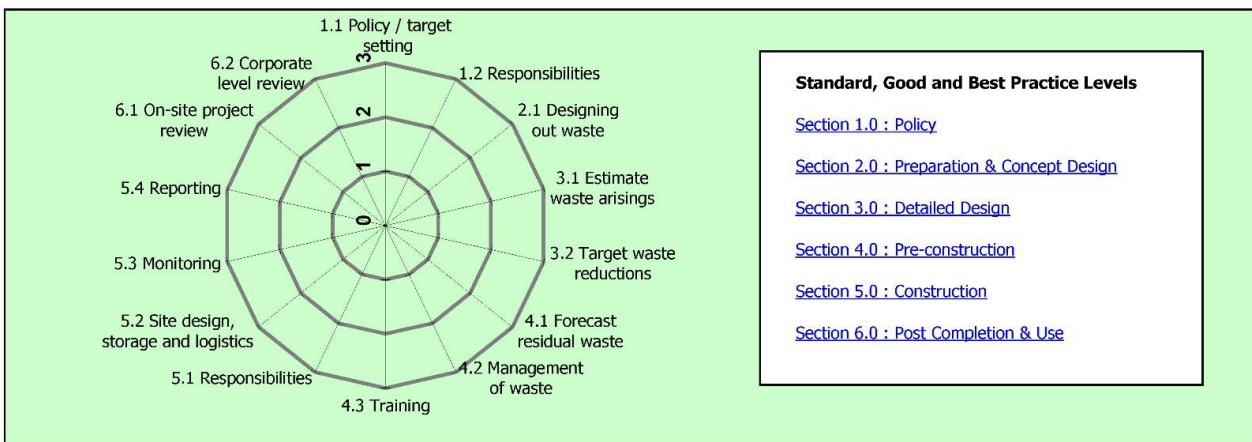 1.1 Policy / target
setting
1.2 Responsibilities
2.1 Designing
out waste
3.1 Estimate
waste arisings
3.2 Target waste
reductions
4.1 Forecast
residual waste
4.2 Management
of waste
4.3 Training
5.1 Responsibilities
5.2 Site design,
storage and logistics
5.3 Monitoring
5.4 Reporting
6.1 On-site project
review
6.2 Corporate
level review
3
2
1
0
Standard, Good and Best Practice Levels
Section 1.0 : Policy
Section 2.0 : Preparation & Concept Design
Section 3.0 : Detailed Design
Section 4.0 : Pre-construction
Section 5.0 : Construction
Section 6.0 : Post Completion & Use